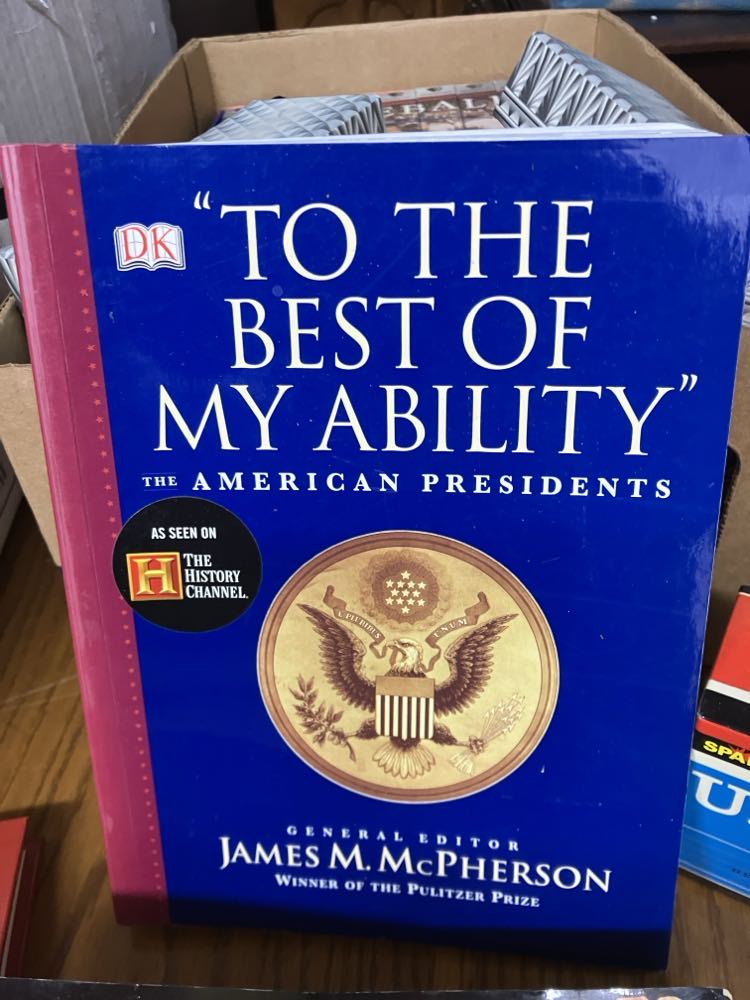 DK
"TO THE
BEST OF
MY ABILITY"
THE AMERICAN PRESIDENTS
AS SEEN ON
H THE
HISTORY
CHANNEL.
E PLURIBUS UNUM
GENERAL EDITOR
JAMES M. McPHERSON
WINNER OF THE PULITZER PRIZE